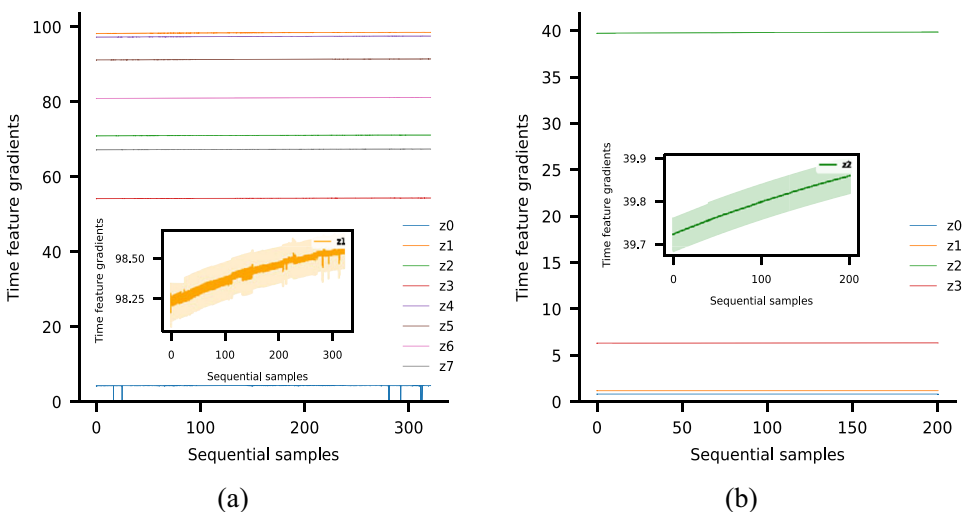 100
80
60
40
20
0
Time feature gradients
0
100
200
300
Sequential samples
z0
z1
z2
z3
z4
z5
z6
z7
98.50
98.25
Time feature gradients
z1
0
100
200
300
Sequential samples
(a)
40
35
30
25
20
15
10
5
0
Time feature gradients
0
50
100
150
200
Sequential samples
z0
z1
z2
z3
39.9
39.8
39.7
Time feature gradients
z2
0
100
200
Sequential samples
(b)